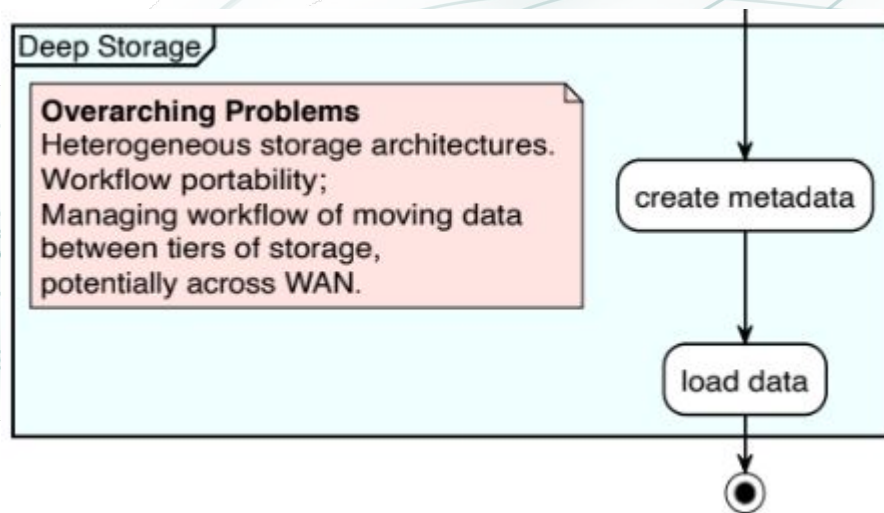 Deep Storage
Overarching Problems
Heterogeneous storage architectures.
Workflow portability;
Managing workflow of moving data
between tiers of storage,
potentially across WAN.
create metadata
load data